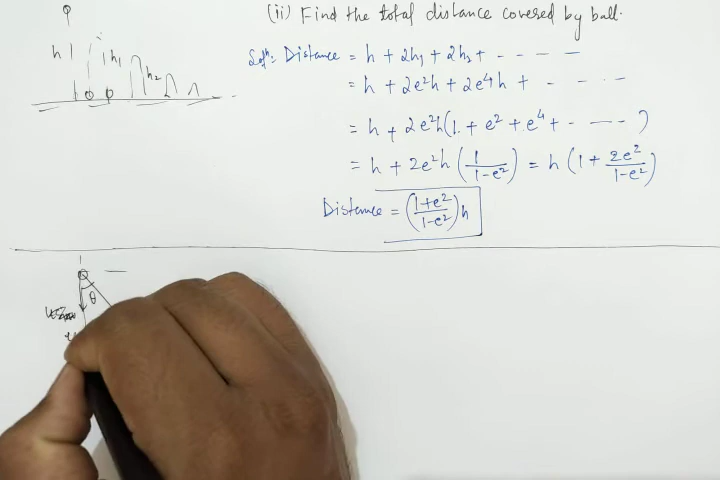 (ii) Find the total distance covered by ball.
h
h₁
h₂
Solⁿ: Distance = h + 2h₁ + 2h₂ + - - - - -
= h + 2e²h + 2e⁴h + - - - -
= h + 2e²h (1 + e² + e⁴ + - - - - )
= h + 2e²h (1/(1-e²)) = h (1 + 2e²/(1-e²))
Distance = ((1+e²)/(1-e²)) h
θ